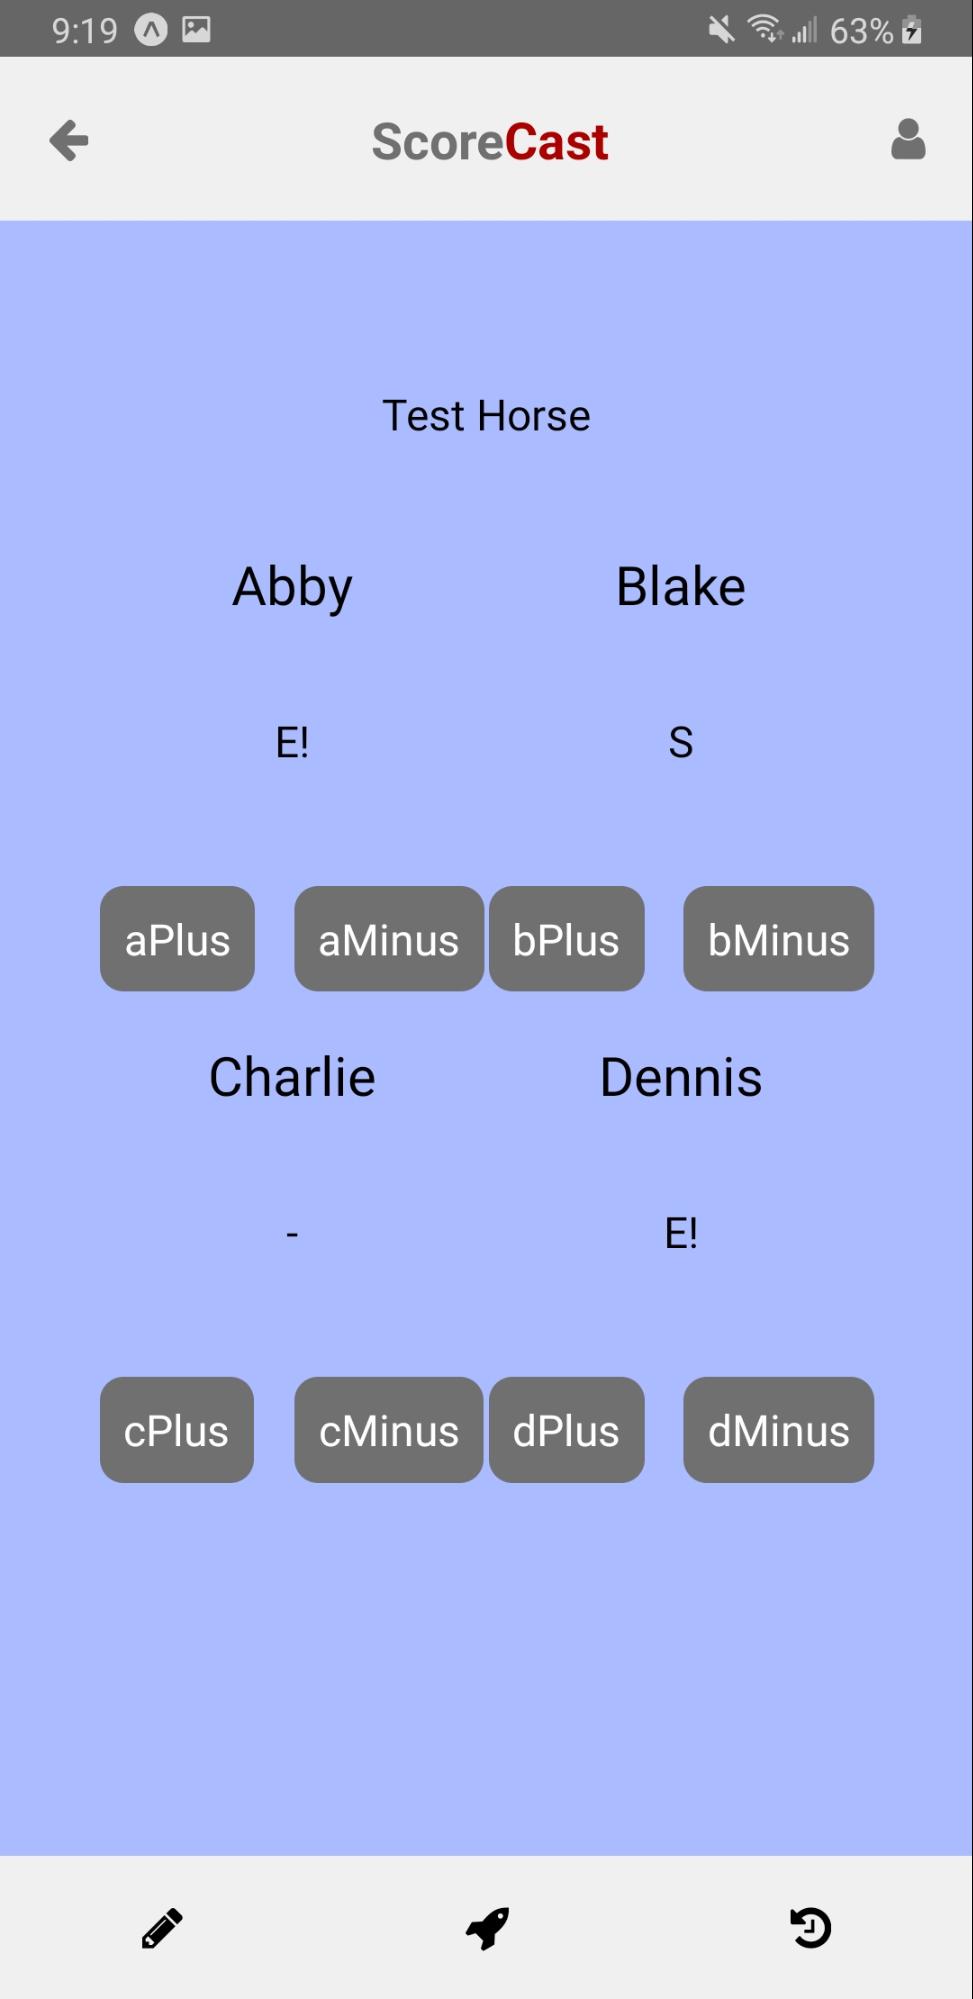 9:19 63%
ScoreCast
Test Horse
Abby Blake
E! S
aPlus aMinus bPlus bMinus
Charlie Dennis
- E!
cPlus cMinus dPlus dMinus